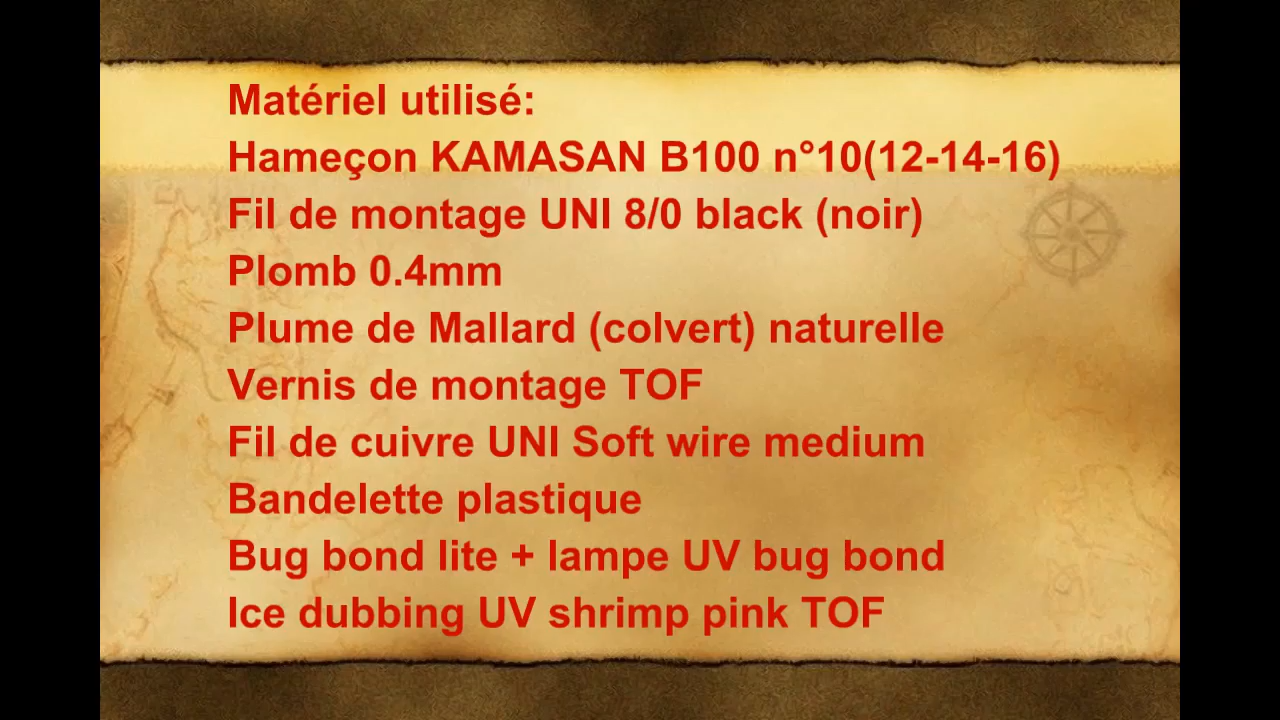 Matériel utilisé:
Hameçon KAMASAN B100 n°10(12-14-16)
Fil de montage UNI 8/0 black (noir)
Plomb 0.4mm
Plume de Mallard (colvert) naturelle
Vernis de montage TOF
Fil de cuivre UNI Soft wire medium
Bandelette plastique
Bug bond lite + lampe UV bug bond
Ice dubbing UV shrimp pink TOF